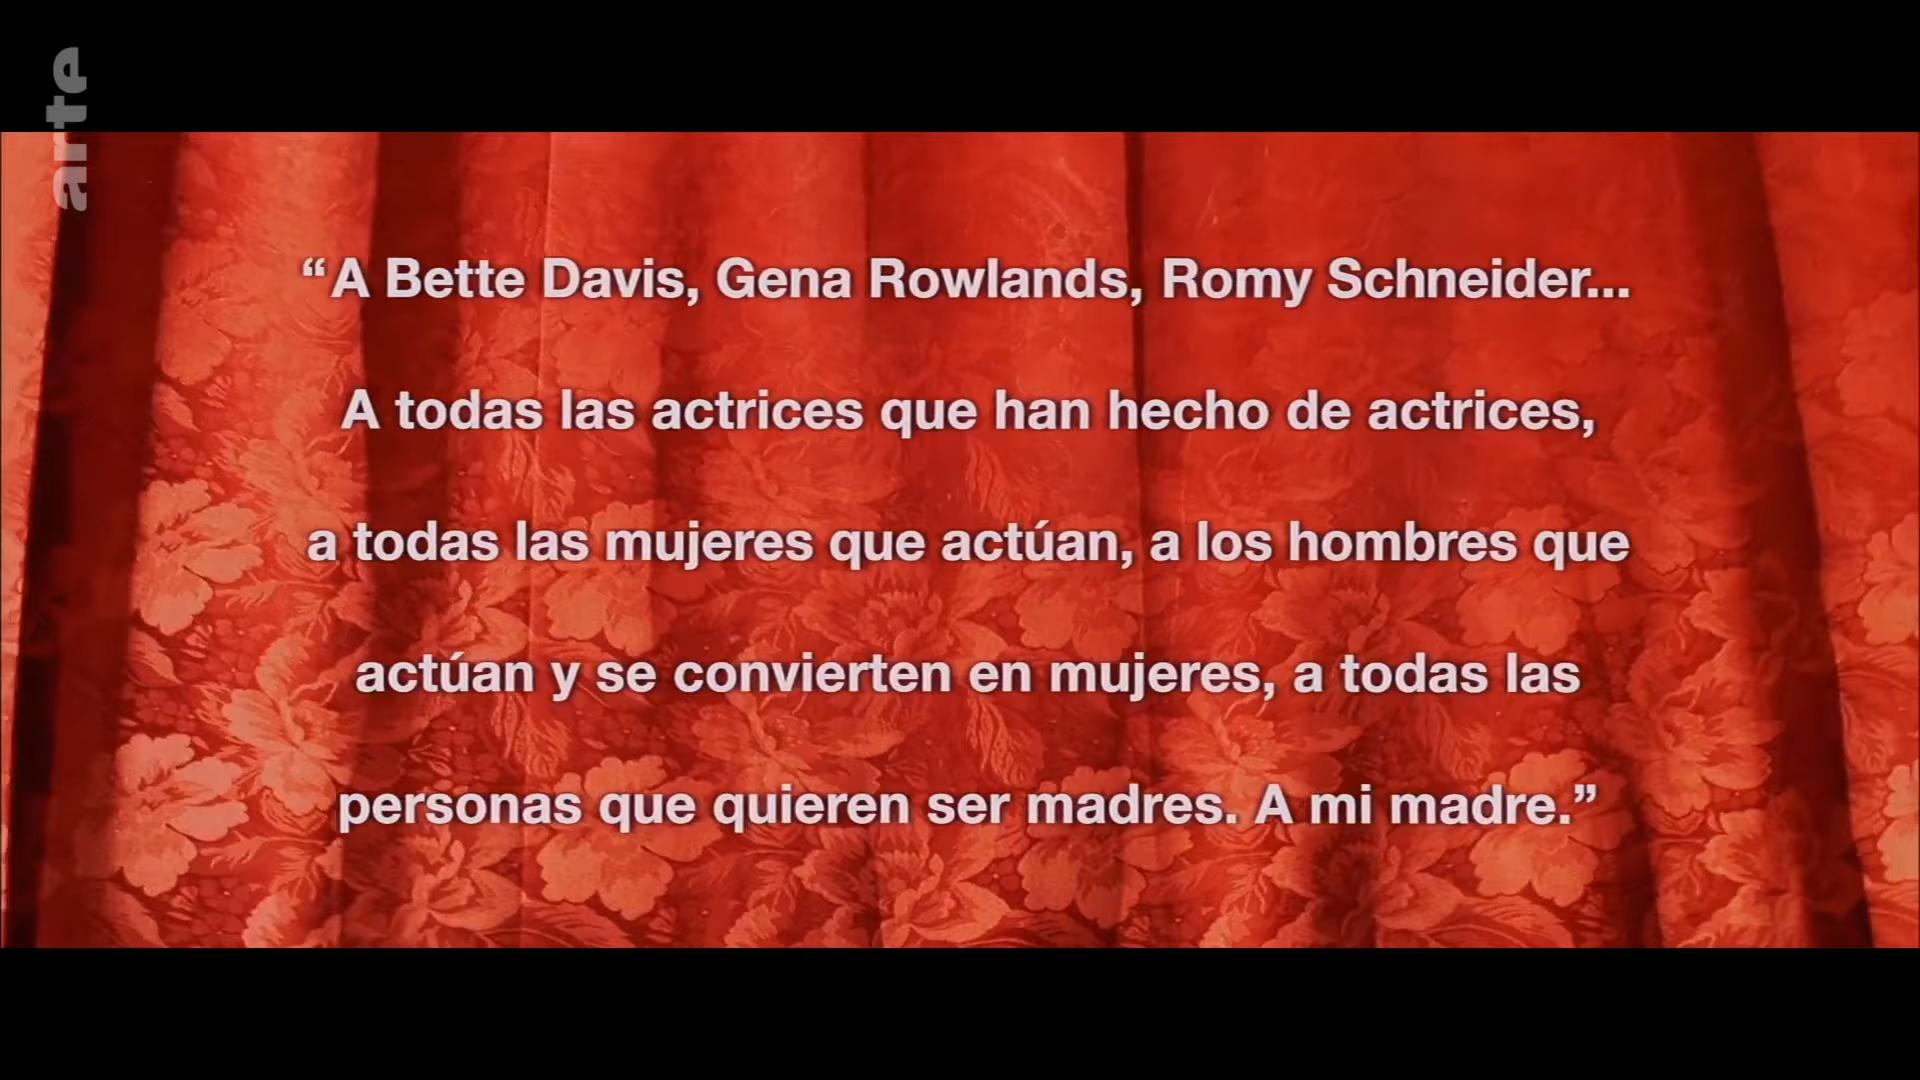 arte
“A Bette Davis, Gena Rowlands, Romy Schneider...
A todas las actrices que han hecho de actrices,
a todas las mujeres que actúan, a los hombres que
actúan y se convierten en mujeres, a todas las
personas que quieren ser madres. A mi madre.”